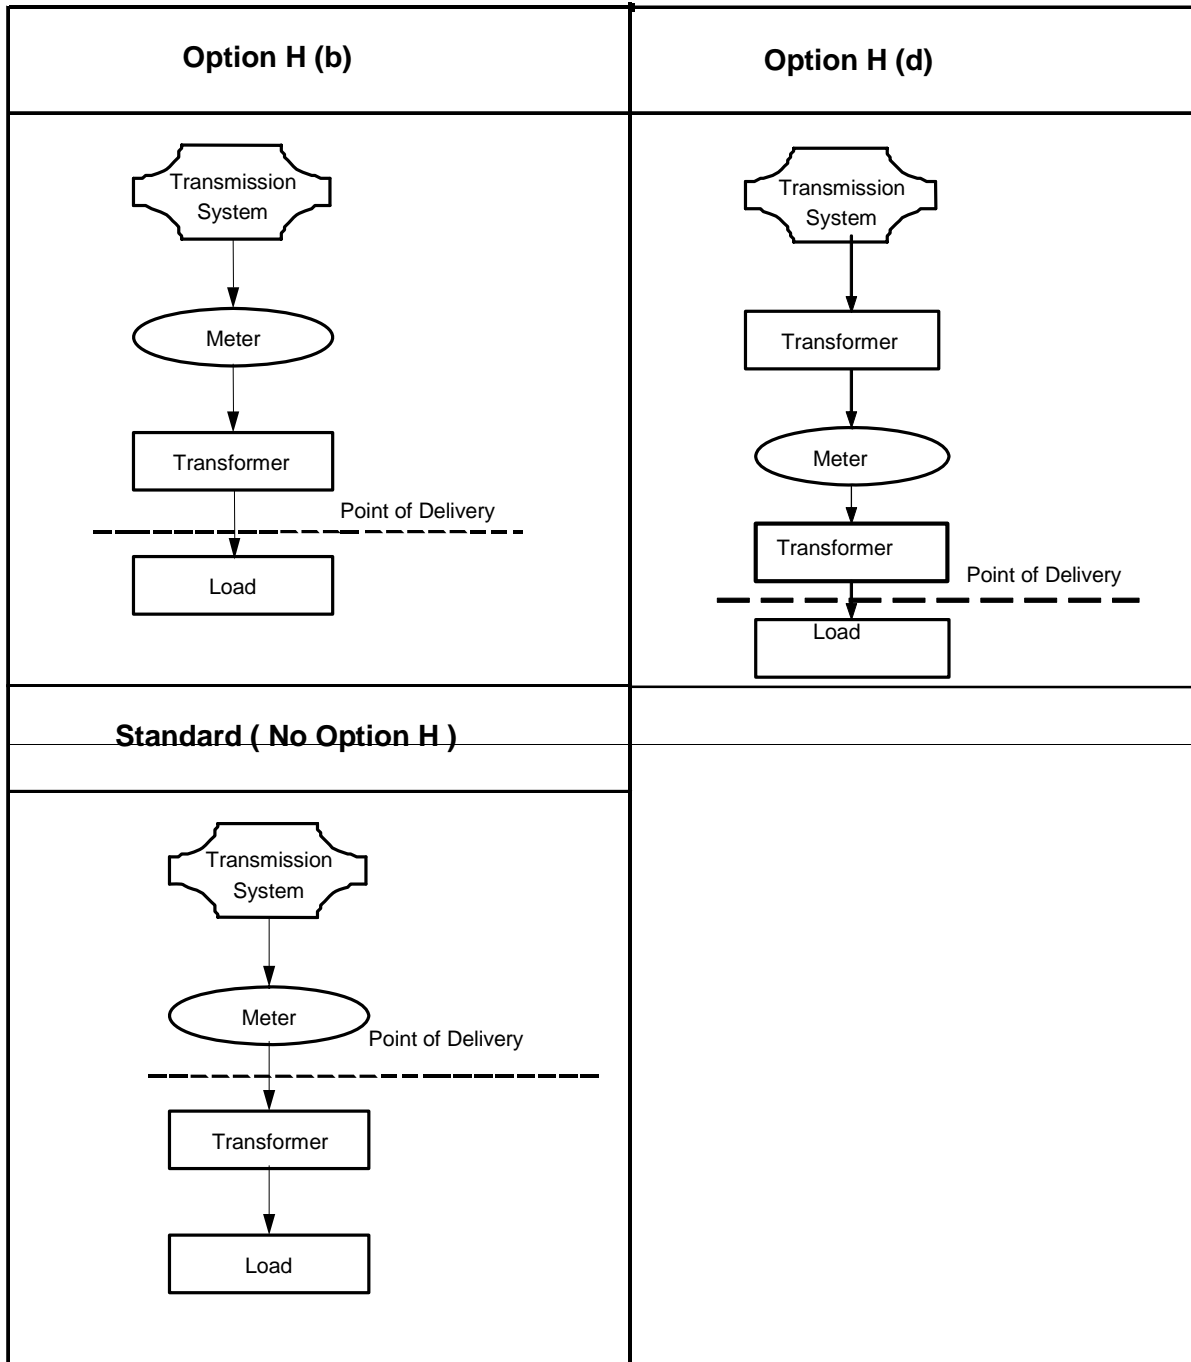 Option H (b)
Transmission
System
Meter
Transformer
Point of Delivery
Load
Option H (d)
Transmission
System
Transformer
Meter
Transformer
Point of Delivery
Load
Standard ( No Option H )
Transmission
System
Meter
Point of Delivery
Transformer
Load